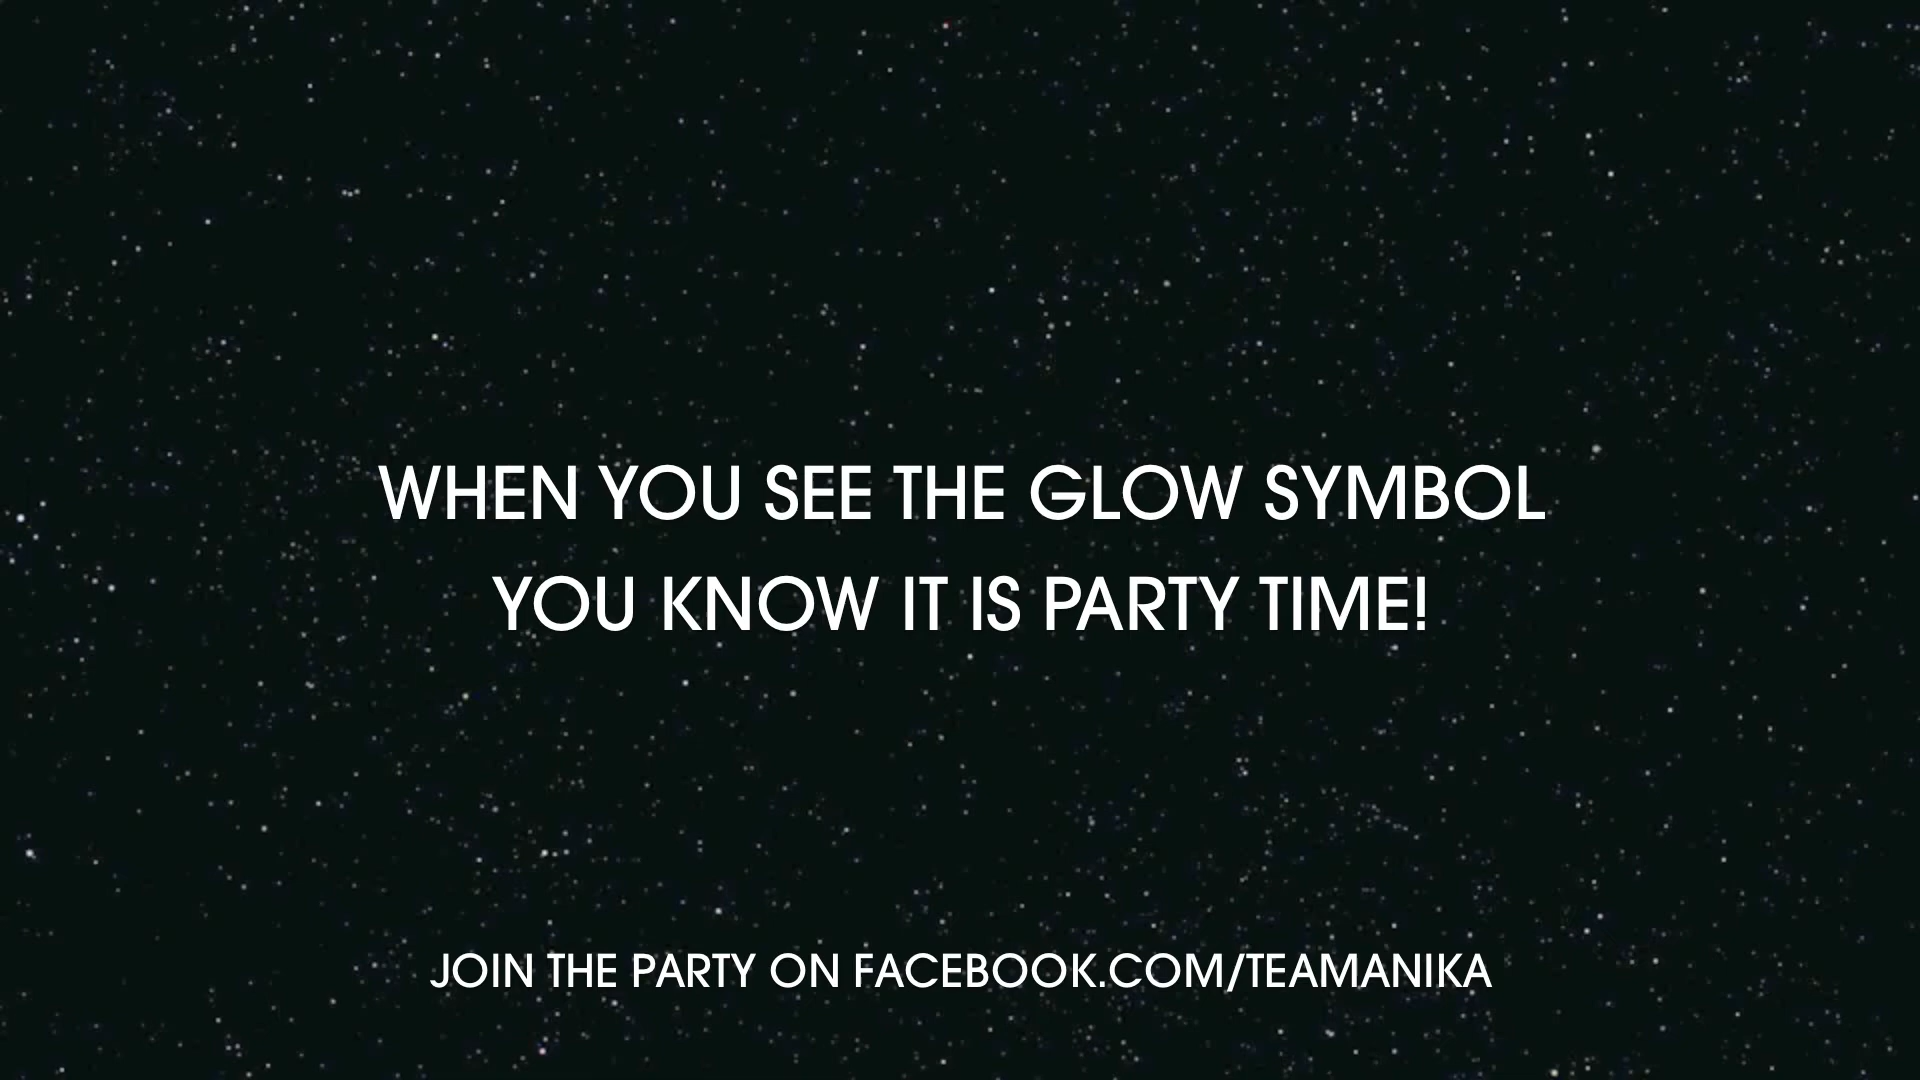 WHEN YOU SEE THE GLOW SYMBOL
YOU KNOW IT IS PARTY TIME!
JOIN THE PARTY ON FACEBOOK.COM/TEAMANIKA